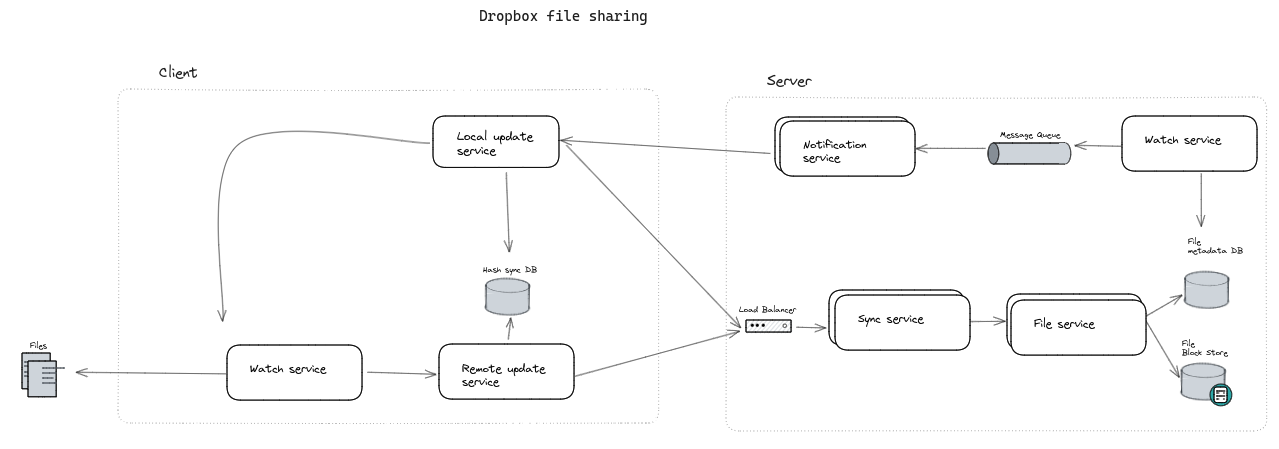 Dropbox file sharing
Client
Server
Local update
service
Notification
service
Message Queue
Watch service
File
metadata DB
Hash sync DB
Load Balancer
Sync service
File service
Files
Watch service
Remote update
service
File
Block Store